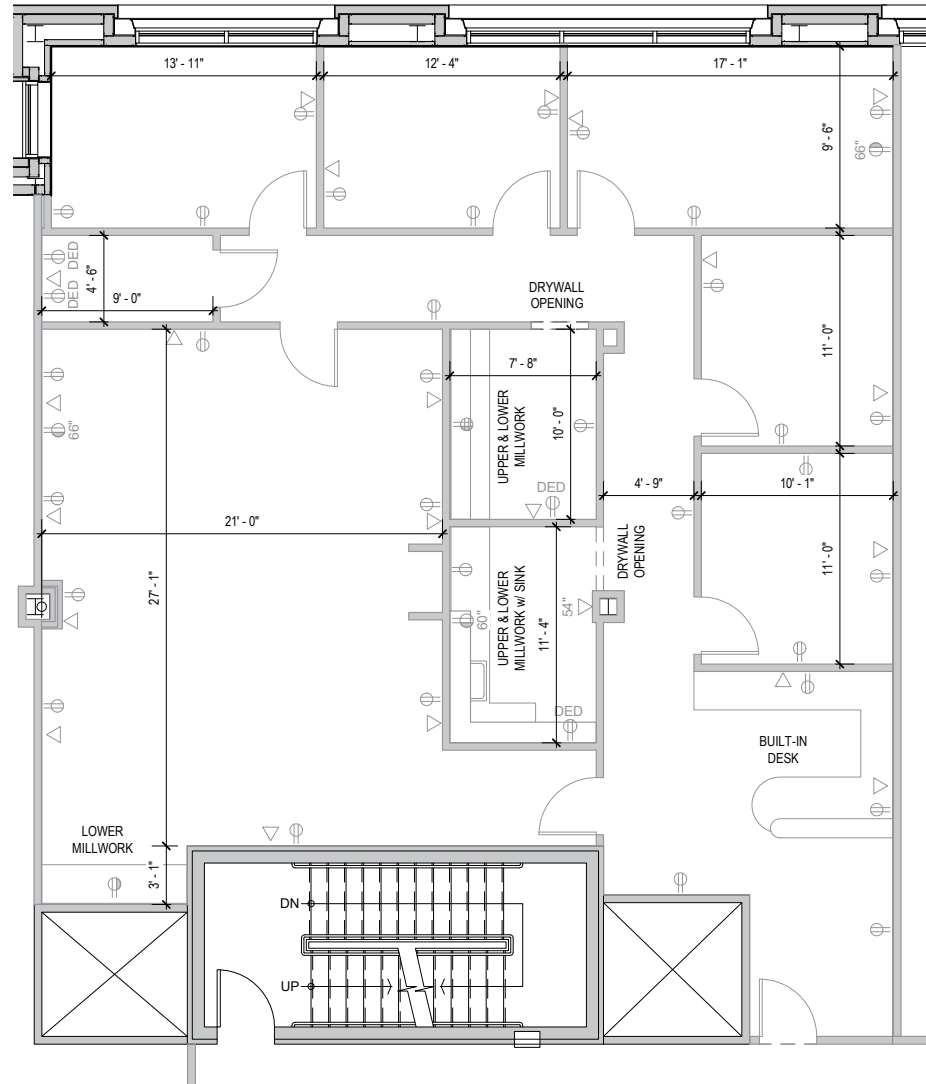 13' - 11"
12' - 4"
17' - 1"
9' - 6"
66"
DED DED
DED DED
4' - 6"
9' - 0"
DRYWALL
OPENING
7' - 8"
11' - 0"
66"
UPPER & LOWER
MILLWORK
10' - 0"
DED
4' - 9"
10' - 1"
21' - 0"
27' - 1"
DRYWALL
OPENING
11' - 0"
60"
UPPER & LOWER
MILLWORK w/ SINK
11' - 4"
54"
DED
BUILT-IN
DESK
LOWER
MILLWORK
3' - 1"
DN
UP